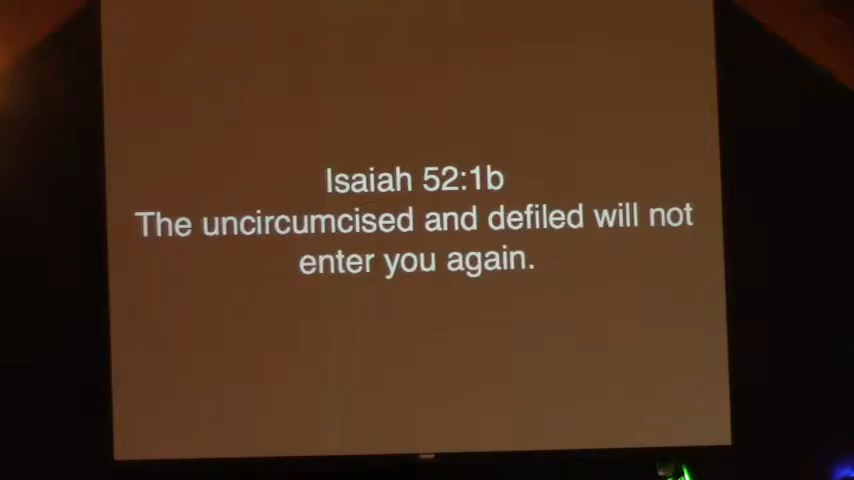 Isaiah 52:1b
The uncircumcised and defiled will not
enter you again.